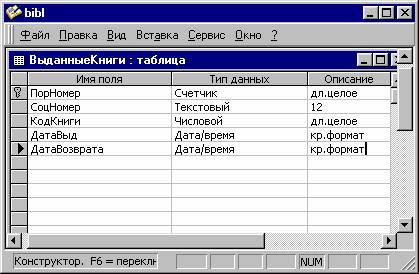 bibl
Файл Правка Вид Вставка Сервис Окно ?
ВыданныеКниги : таблица
Имя поля Тип данных Описание
ПорНомер Счетчик дл.целое
СоцНомер Текстовый 12
КодКниги Числовой дл.целое
ДатаВыд Дата/время кр.формат
ДатаВозврата Дата/время кр.формат
Конструктор. F6 = переклн NUM